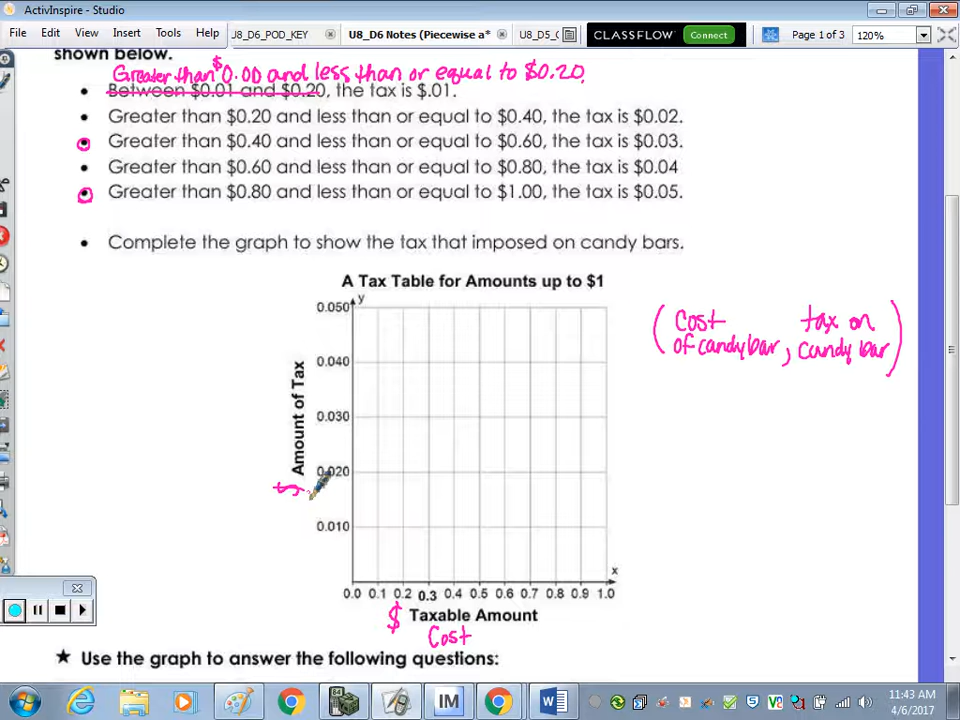 ActivInspire - Studio
File Edit View Insert Tools Help U8_D6_POD_KEY U8_D6 Notes (Piecewise a* U8_D5_ CLASSFLOW Connect Page 1 of 3 120%
shown below.
Greater than $0.00 and less than or equal to $0.20,
Between $0.01 and $0.20, the tax is $.01.
Greater than $0.20 and less than or equal to $0.40, the tax is $0.02.
Greater than $0.40 and less than or equal to $0.60, the tax is $0.03.
Greater than $0.60 and less than or equal to $0.80, the tax is $0.04
Greater than $0.80 and less than or equal to $1.00, the tax is $0.05.
Complete the graph to show the tax that imposed on candy bars.
A Tax Table for Amounts up to $1
y
0.050
0.040
0.030
0.020
0.010
Amount of Tax
x
0.0 0.1 0.2 0.3 0.4 0.5 0.6 0.7 0.8 0.9 1.0
$ Taxable Amount
Cost
(cost tax on
of candy bar, candy bar)
★ Use the graph to answer the following questions:
IM
11:43 AM
4/6/2017